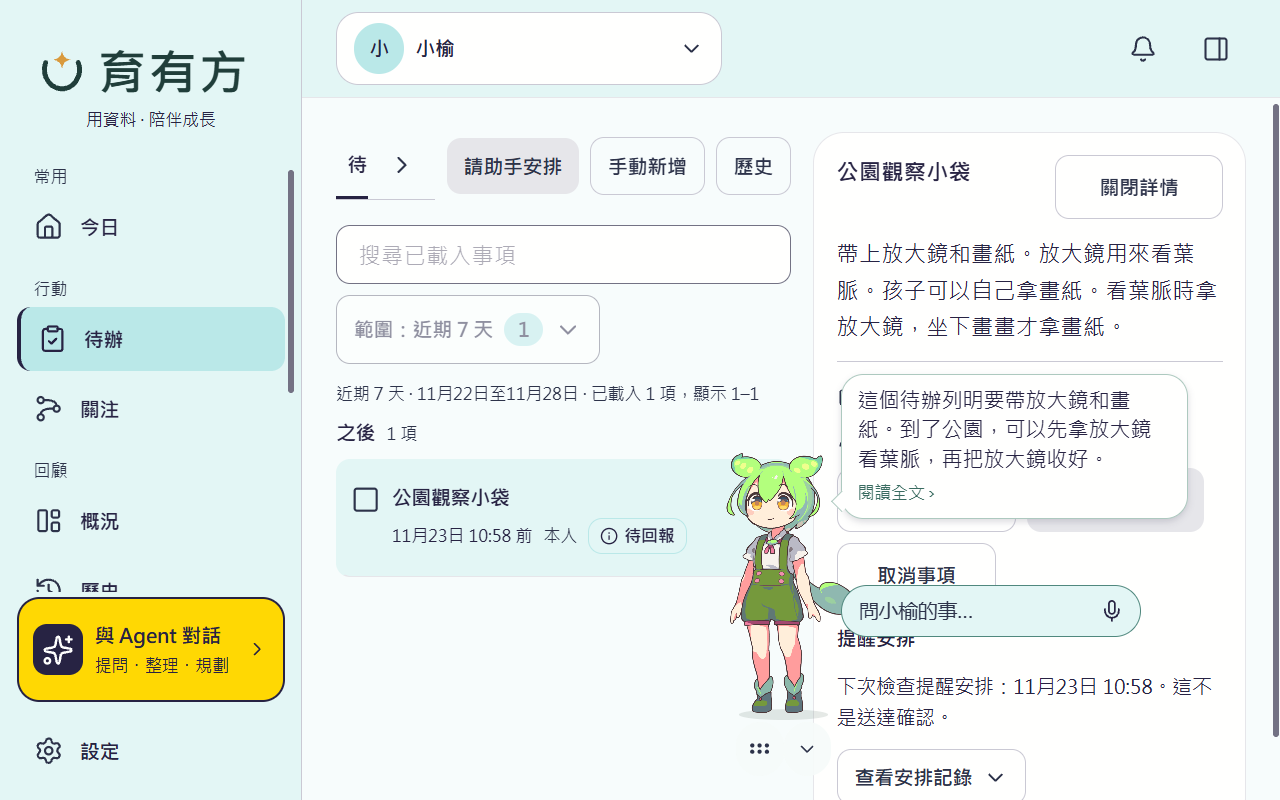 育有方
用資料 · 陪伴成長
常用
今日
行動
待辦
關注
回顧
概況
歷史
與 Agent 對話
提問 · 整理 · 規劃
設定
小 小榆
待
請助手安排
手動新增
歷史
搜尋已載入事項
範圍：近期 7 天 1
近期 7 天 · 11月22日至11月28日 · 已載入 1 項，顯示 1–1
之後 1 項
公園觀察小袋
11月23日 10:58 前 本人 待回報
公園觀察小袋
關閉詳情
帶上放大鏡和畫紙。放大鏡用來看葉
脈。孩子可以自己拿畫紙。看葉脈時拿
放大鏡，坐下畫畫才拿畫紙。
這個待辦列明要帶放大鏡和畫
紙。到了公園，可以先拿放大鏡
看葉脈，再把放大鏡收好。
閱讀全文 ›
取消事項
問小榆的事...
提醒安排
下次檢查提醒安排：11月23日 10:58。這不
是送達確認。
查看安排記錄